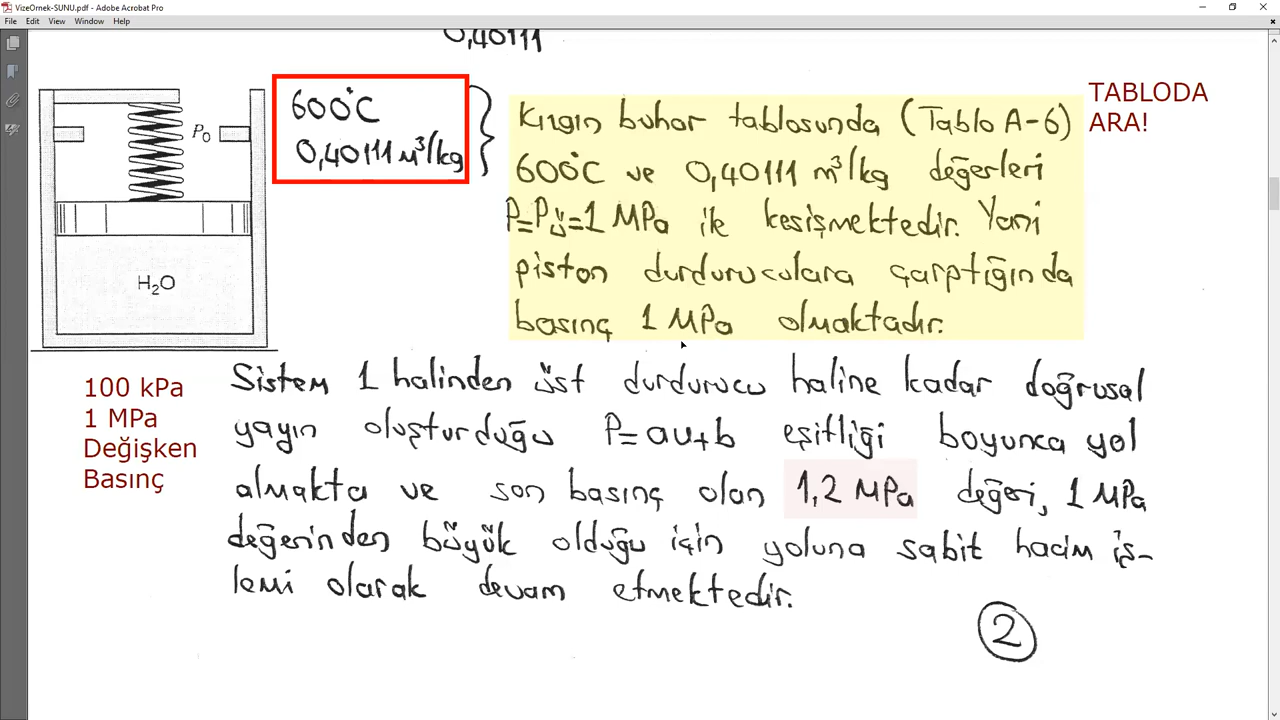 VizeOrnek-SUNU.pdf - Adobe Acrobat Pro
File Edit View Window Help
0,40111
600°C
0,40111 m³/kg
P₀
H₂O
Kızgın buhar tablosunda (Tablo A-6)
600°C ve 0,40111 m³/kg değerleri
P=Pü=1 MPa ile kesişmektedir. Yani
piston durduruculara çarptığında
basınç 1 MPa olmaktadır.
TABLODA
ARA!
100 kPa
1 MPa
Değişken
Basınç
Sistem 1 halinden üst durdurucu haline kadar doğrusal
yayın oluşturduğu P=av+b eşitliği boyunca yol
almakta ve son basınç olan 1,2 MPa değeri, 1 MPa
değerinden büyük olduğu için yoluna sabit hacim iş-
lemi olarak devam etmektedir.
2